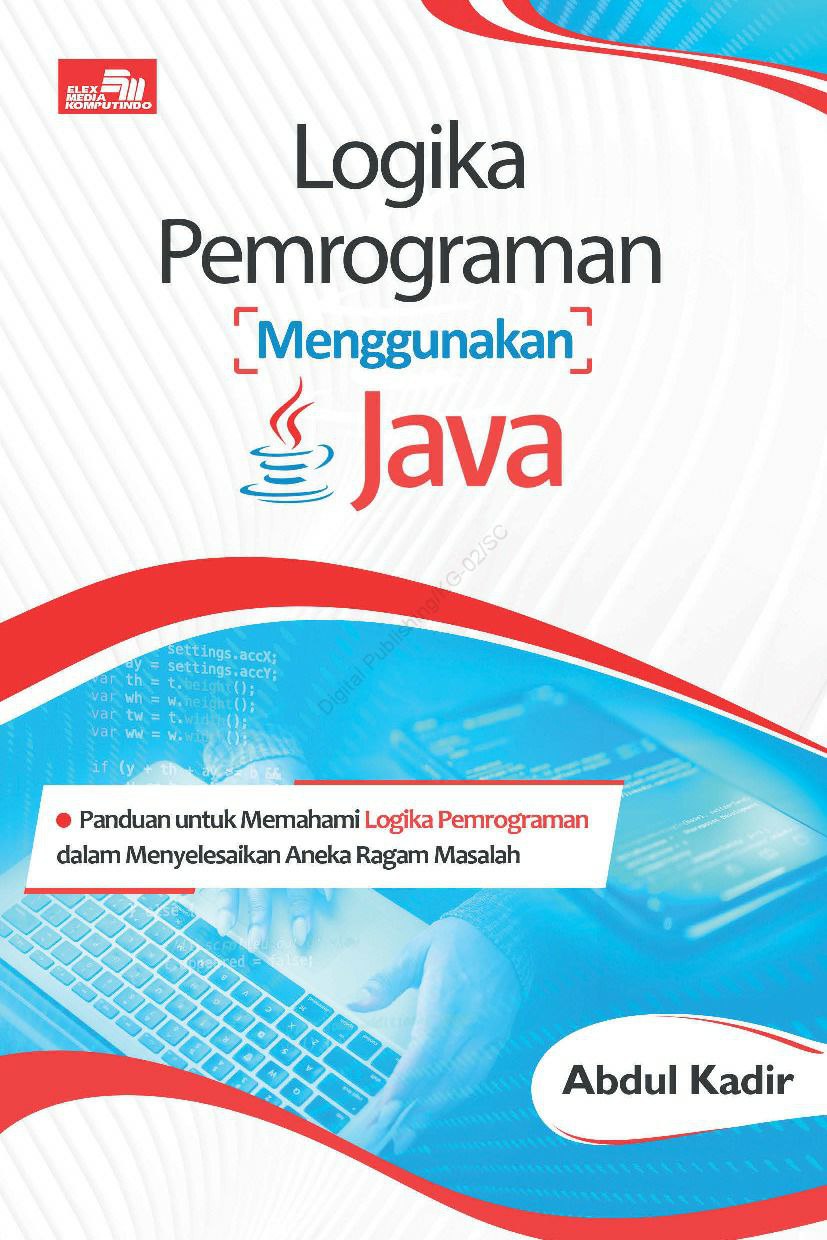 ELEX
MEDIA
KOMPUTINDO
Logika
Pemrograman
Menggunakan
Java
Digital Publishing/KG-02/SC
settings.accX;
ay = settings.accY;
var th = t.height();
var wh = w.height();
var tw = t.width();
var ww = w.width();
if (y + th + ay >= b &&
• Panduan untuk Memahami Logika Pemrograman
dalam Menyelesaikan Aneka Ragam Masalah
else
= false;
Abdul Kadir